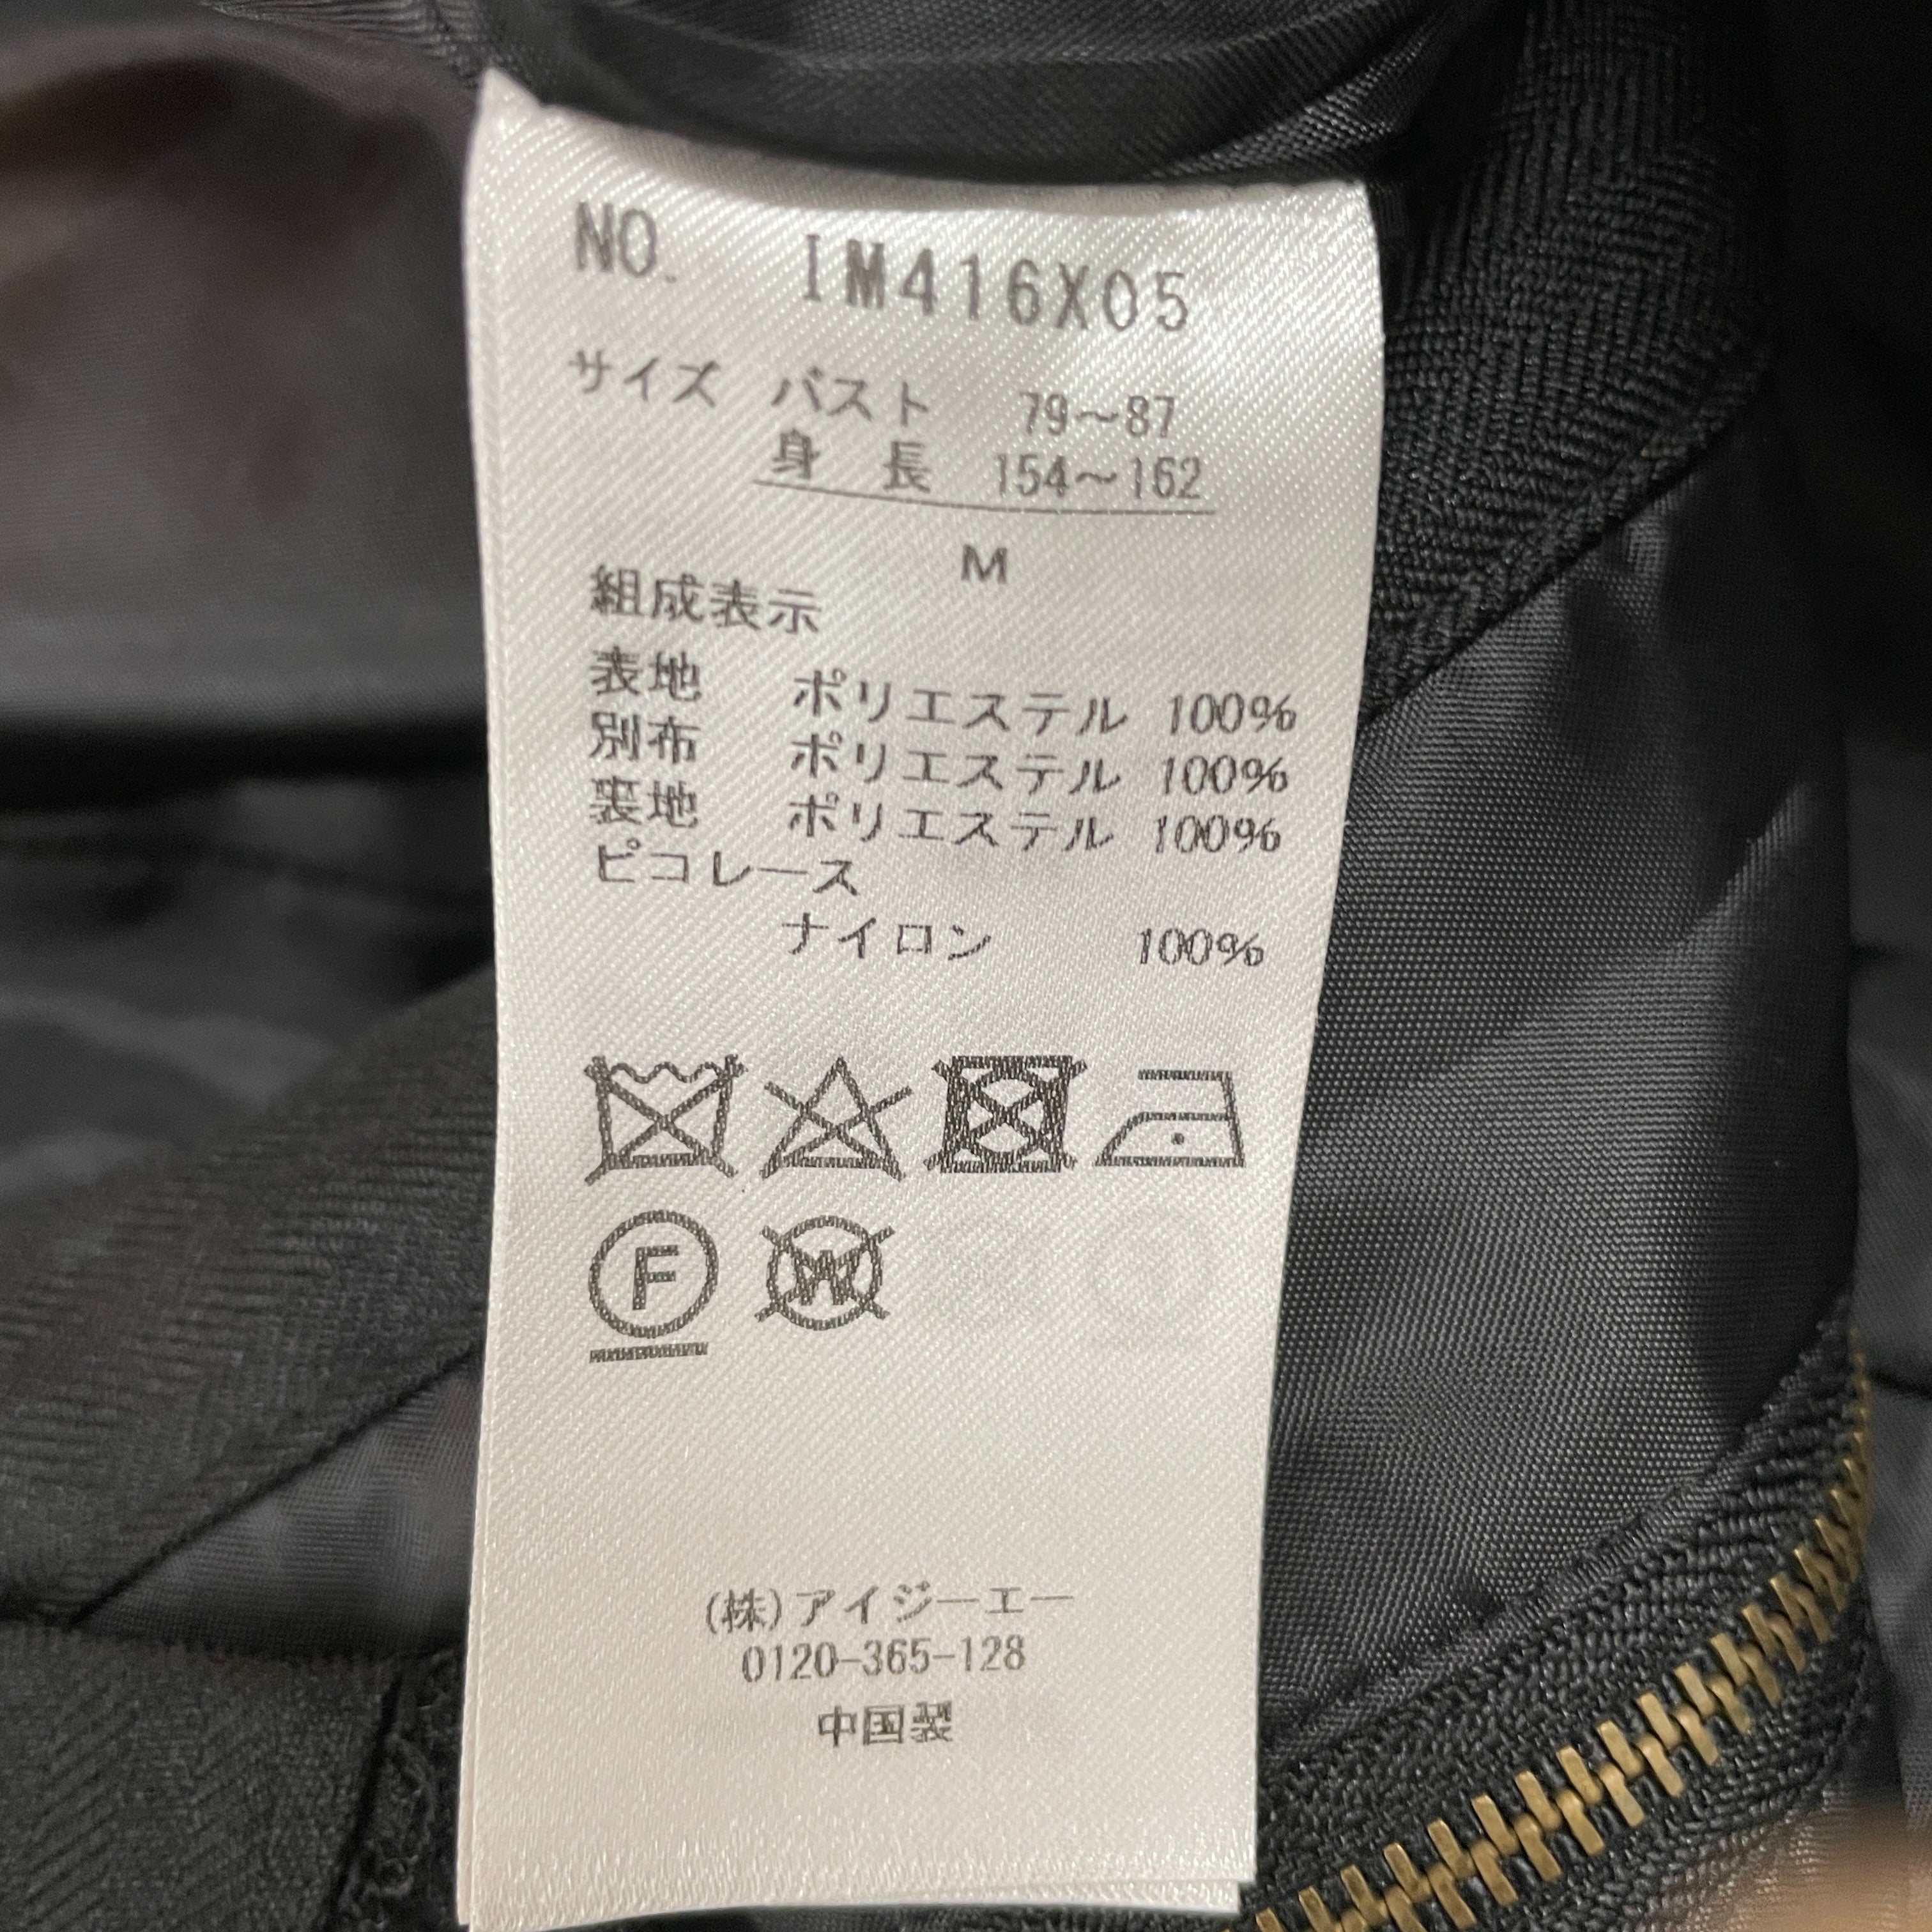 NO. IM416X05
サイズ バスト 79～87
身 長 154～162
M
組成表示
表地 ポリエステル 100%
別布 ポリエステル 100%
裏地 ポリエステル 100%
ピコレース
ナイロン 100%
F W
(株)アイジーエー
0120-365-128
中国製